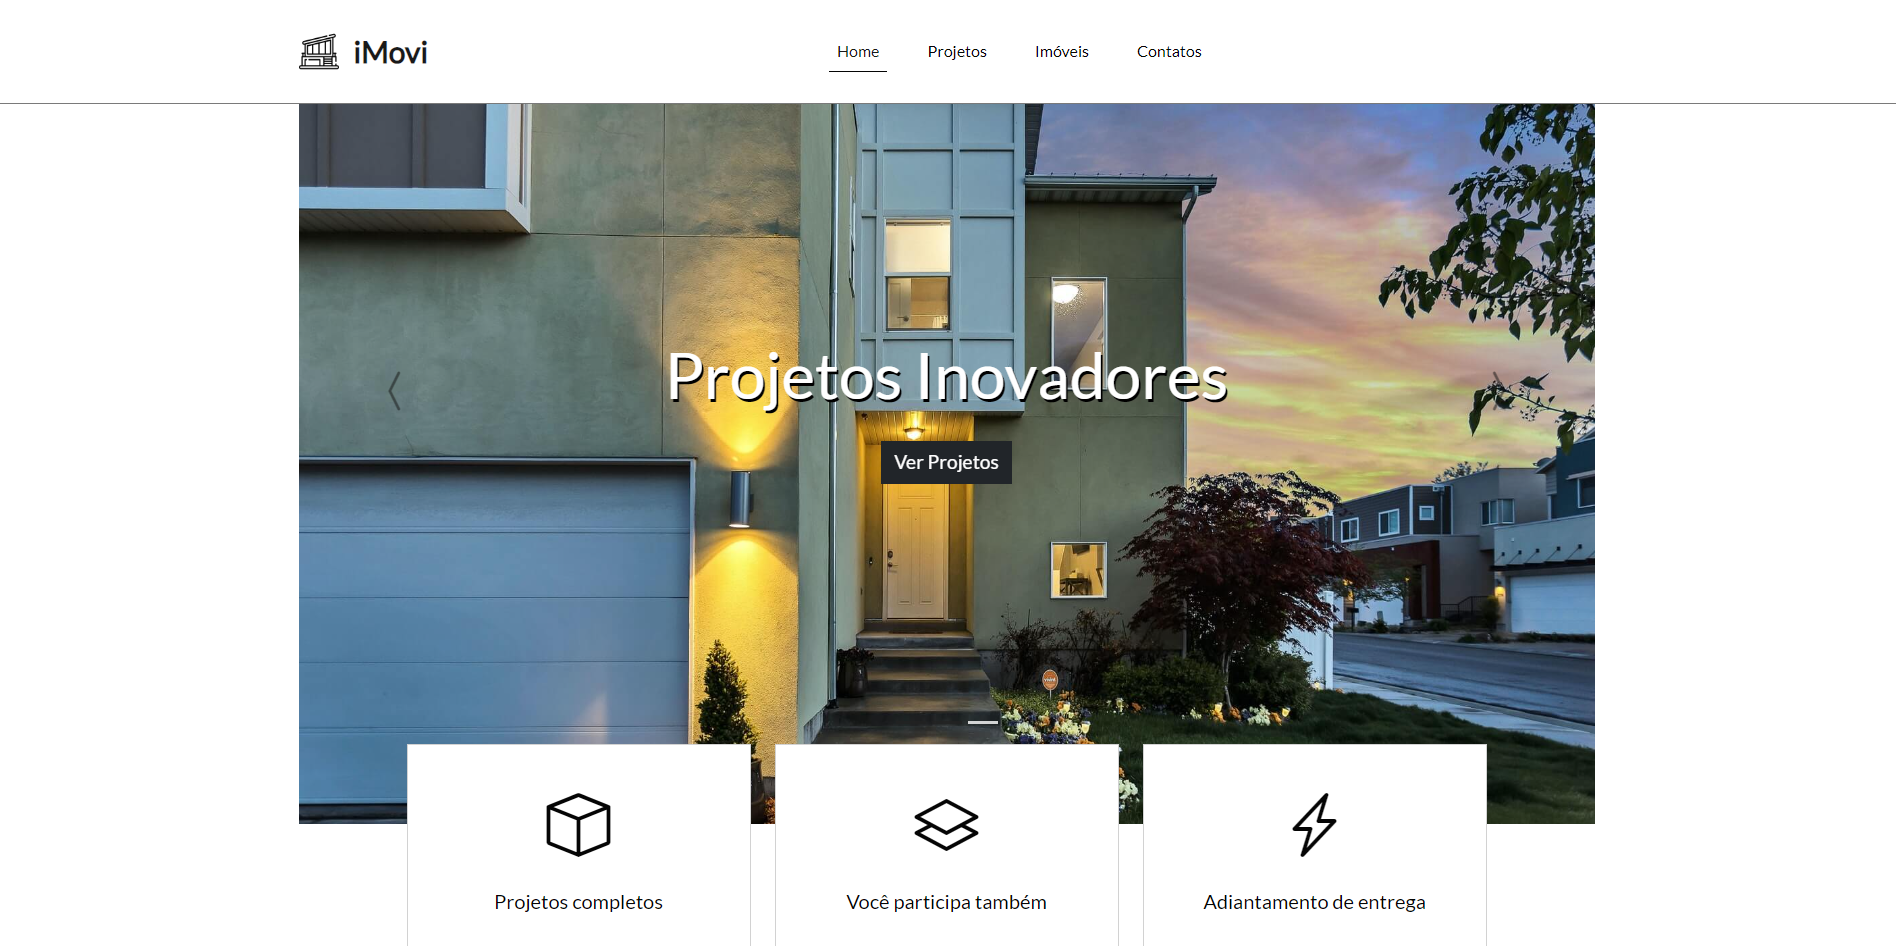 iMovi
Home Projetos Imóveis Contatos
Projetos Inovadores
Ver Projetos
Projetos completos
Você participa também
Adiantamento de entrega